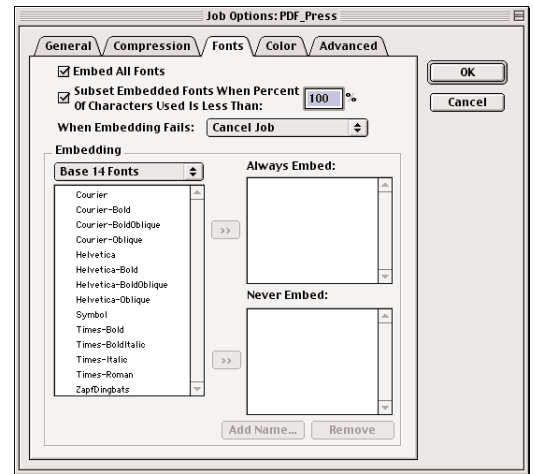 Job Options: PDF_Press
General Compression Fonts Color Advanced
Embed All Fonts
Subset Embedded Fonts When Percent
Of Characters Used Is Less Than:
100 %
When Embedding Fails: Cancel Job
OK
Cancel
Embedding
Base 14 Fonts
Courier
Courier-Bold
Courier-BoldOblique
Courier-Oblique
Helvetica
Helvetica-Bold
Helvetica-BoldOblique
Helvetica-Oblique
Symbol
Times-Bold
Times-BoldItalic
Times-Italic
Times-Roman
ZapfDingbats
>>
>>
Always Embed:
Never Embed:
Add Name... Remove